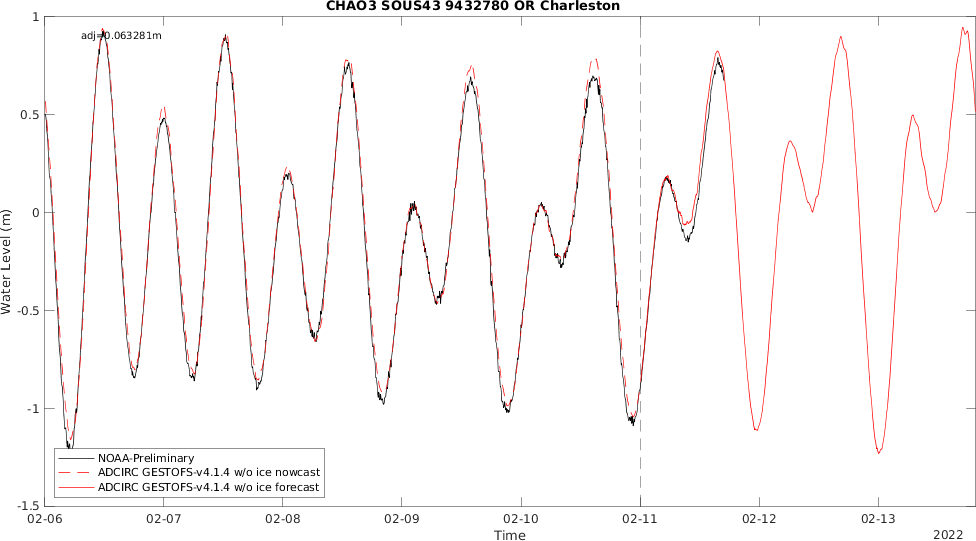 CHAO3 SOUS43 9432780 OR Charleston
adj=0.063281m
1
0.5
0
-0.5
-1
-1.5
Water Level (m)
NOAA-Preliminary
ADCIRC GESTOFS-v4.1.4 w/o ice nowcast
ADCIRC GESTOFS-v4.1.4 w/o ice forecast
02-06 02-07 02-08 02-09 02-10 02-11 02-12 02-13
Time
2022